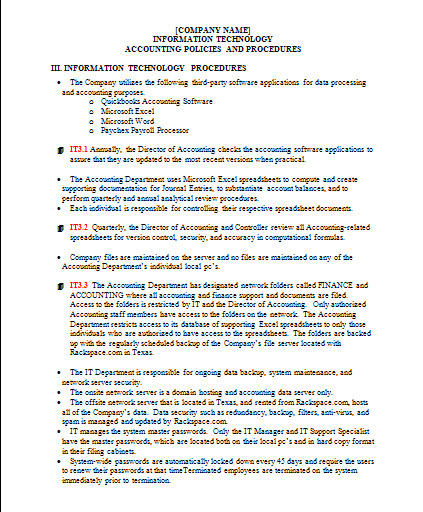 [COMPANY NAME]
INFORMATION TECHNOLOGY
ACCOUNTING POLICIES AND PROCEDURES
III. INFORMATION TECHNOLOGY PROCEDURES
• The Company utilizes the following third-party software applications for data processing
and accounting purposes.
o Quickbooks Accounting Software
o Microsoft Excel
o Microsoft Word
o Paychex Payroll Processor
IT3.1 Annually, the Director of Accounting checks the accounting software applications to
assure that they are updated to the most recent versions when practical.
• The Accounting Department uses Microsoft Excel spreadsheets to compute and create
supporting documentation for Journal Entries, to substantiate account balances, and to
perform quarterly and annual analytical review procedures.
• Each individual is responsible for controlling their respective spreadsheet documents.
IT3.2 Quarterly, the Director of Accounting and Controller review all Accounting-related
spreadsheets for version control, security, and accuracy in computational formulas.
• Company files are maintained on the server and no files are maintained on any of the
Accounting Department's individual local pc's.
IT3.3 The Accounting Department has designated network folders called FINANCE and
ACCOUNTING where all accounting and finance support and documents are filed.
Access to the folders is restricted by IT and the Director of Accounting. Only authorized
Accounting staff members have access to the folders on the network. The Accounting
Department restricts access to its database of supporting Excel spreadsheets to only those
individuals who are authorized to have access to the spreadsheets. The folders are backed
up with the regularly scheduled backup of the Company's file server located with
Rackspace.com in Texas.
• The IT Department is responsible for ongoing data backup, system maintenance, and
network server security.
• The onsite network server is a domain hosting and accounting data server only.
• The offsite network server that is located in Texas, and rented from Rackspace.com, hosts
all of the Company's data. Data security such as redundancy, backup, filters, anti-virus, and
spam is managed and updated by Rackspace.com.
• IT manages the system master passwords. Only the IT Manager and IT Support Specialist
have the master passwords, which are located both on their local pc's and in hard copy format
in their filing cabinets.
• System-wide passwords are automatically locked down every 45 days and require the users
to renew their passwords at that timeTerminated employees are terminated on the system
immediately prior to termination.